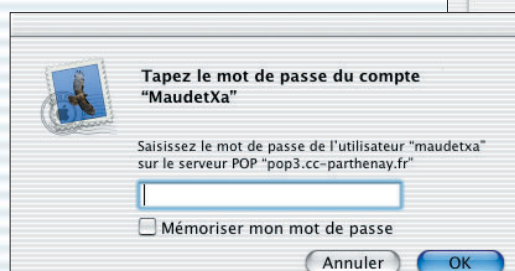 Tapez le mot de passe du compte
“MaudetXa”
Saisissez le mot de passe de l’utilisateur “maudetxa”
sur le serveur POP “pop3.cc-parthenay.fr”
Mémoriser mon mot de passe
Annuler
OK